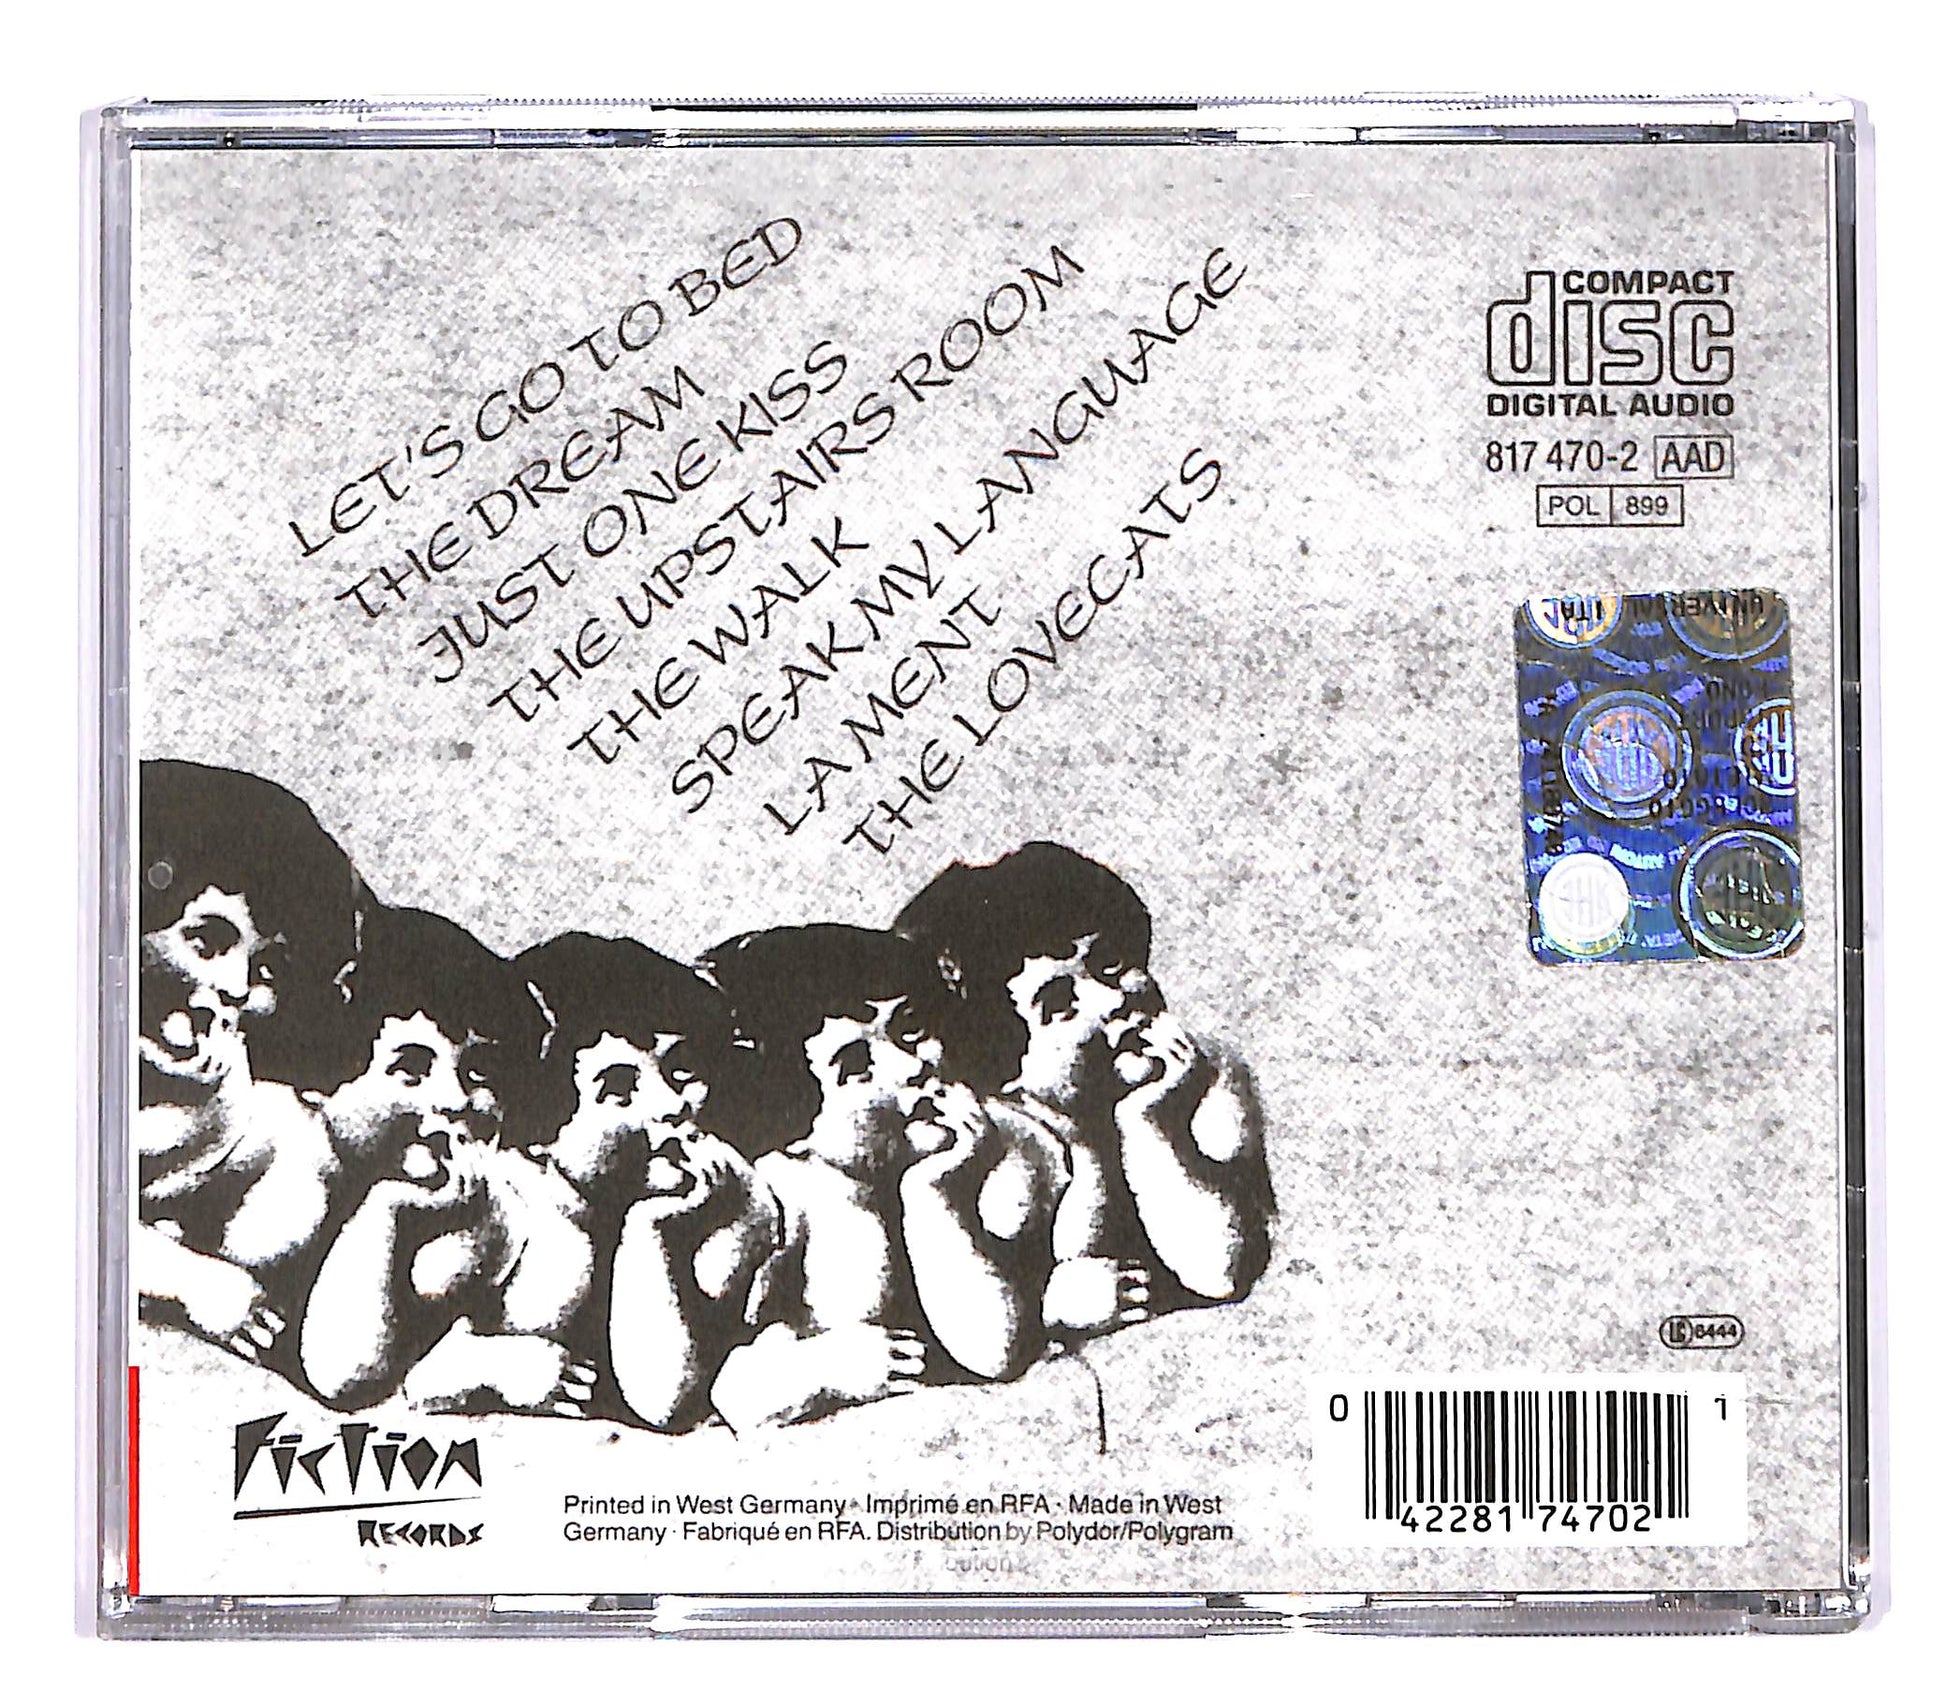 LET'S GO TO BED
THE DREAM
JUST ONE KISS
THE UPSTAIRS ROOM
THE WALK
SPEAK MY LANGUAGE
LAMENT
THE LOVECATS
COMPACT
disc
DIGITAL AUDIO
817 470-2 AAD
POL 899
LC 6444
Fiction
RECORDS
Printed in West Germany · Imprimé en RFA · Made in West
Germany · Fabriqué en RFA. Distribution by Polydor/Polygram
0 42281 74702 1